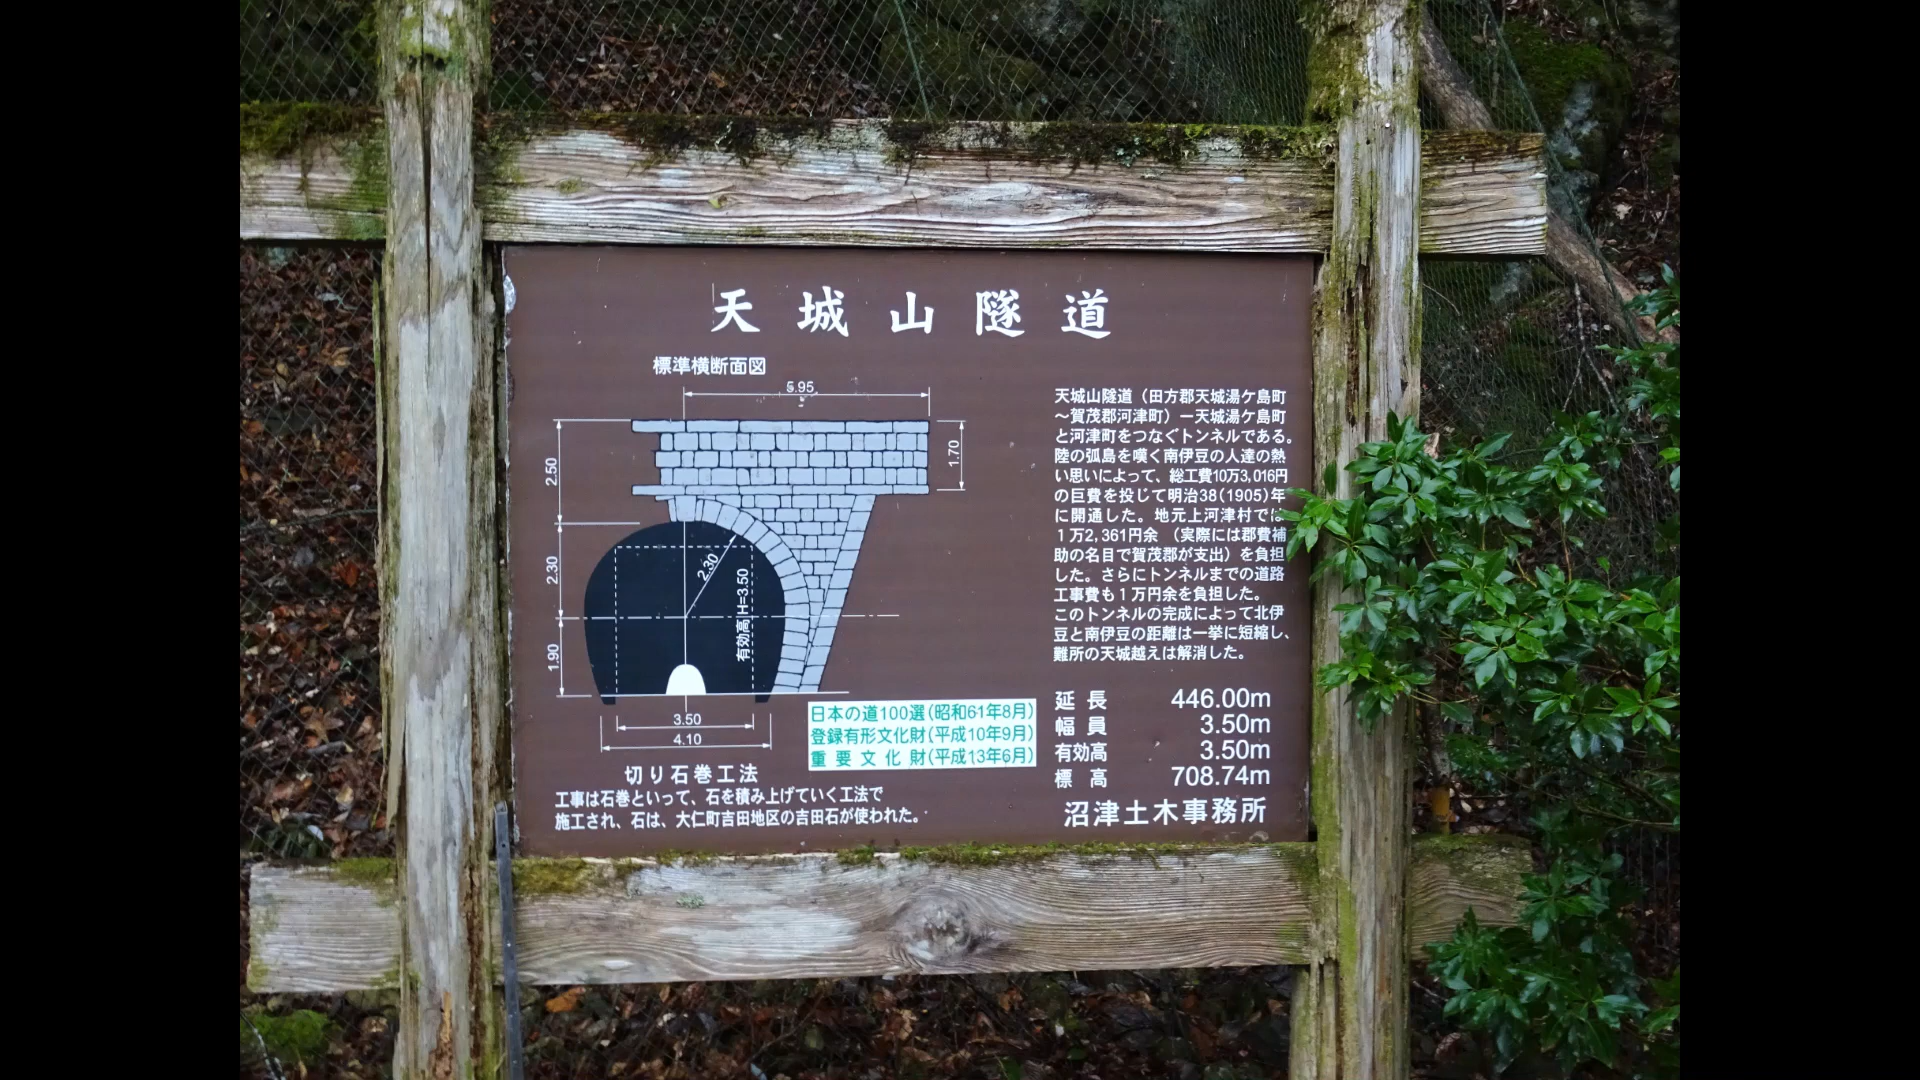 天城山隧道
標準横断面図
5.95
1.70
2.50
2.30
1.90
2.30
有効高H=3.50
3.50
4.10
切り石巻工法
工事は石巻といって、石を積み上げていく工法で
施工され、石は、大仁町吉田地区の吉田石が使われた。
日本の道100選(昭和61年8月)
登録有形文化財(平成10年9月)
重要文化財(平成13年6月)
天城山隧道（田方郡天城湯ケ島町
～賀茂郡河津町）ー天城湯ケ島町
と河津町をつなぐトンネルである。
陸の弧島を嘆く南伊豆の人達の熱
い思いによって、総工費10万3,016円
の巨費を投じて明治38(1905)年
に開通した。地元上河津村では
１万2,361円余（実際には郡費補
助の名目で賀茂郡が支出）を負担
した。さらにトンネルまでの道路
工事費も１万円余を負担した。
このトンネルの完成によって北伊
豆と南伊豆の距離は一挙に短縮し、
難所の天城越えは解消した。
延長 446.00m
幅員 3.50m
有効高 3.50m
標高 708.74m
沼津土木事務所